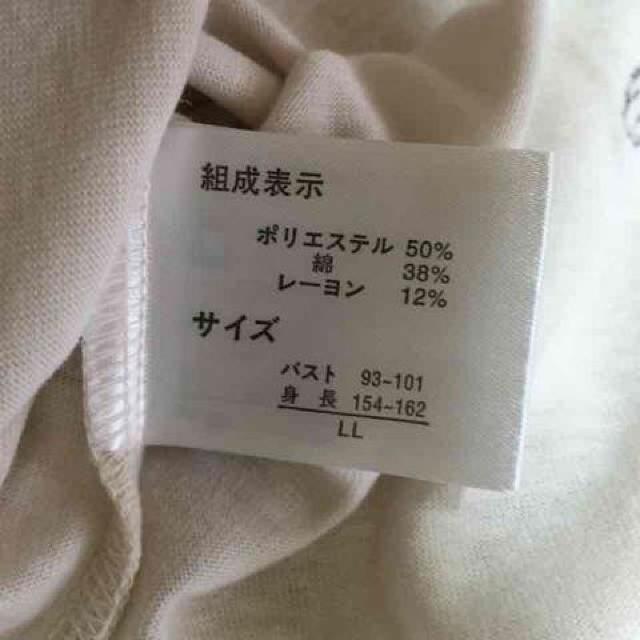 組成表示
ポリエステル 50%
綿 38%
レーヨン 12%
サイズ
バスト 93~101
身長 154~162
LL